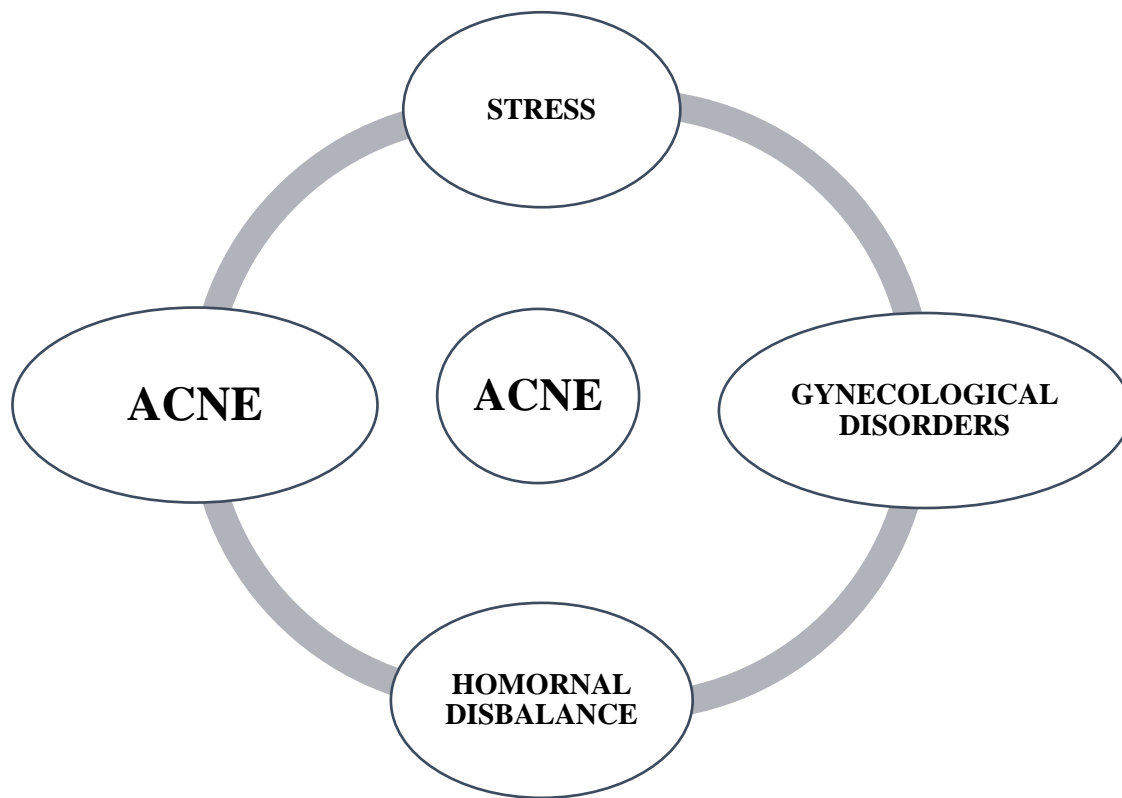 STRESS
ACNE
ACNE
GYNECOLOGICAL
DISORDERS
HOMORNAL
DISBALANCE